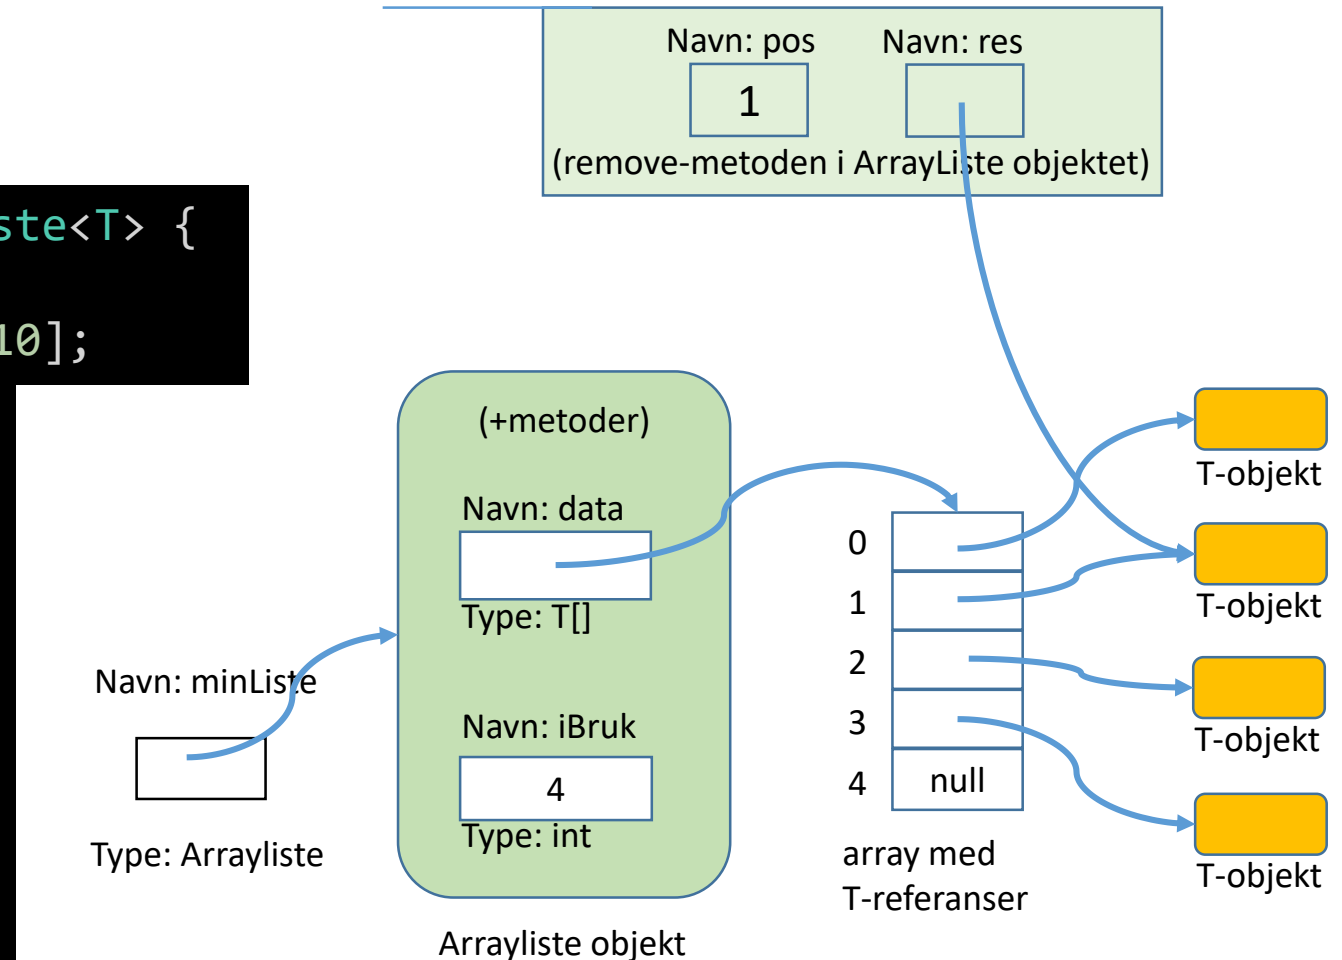 Navn: pos
Navn: res
1
(remove-metoden i ArrayListe objektet)
ste<T> {
10];
(+metoder)
Navn: data
Type: T[]
Navn: iBruk
4
Type: int
Arrayliste objekt
Navn: minListe
Type: Arrayliste
0
1
2
3
4
null
array med
T-referanser
T-objekt
T-objekt
T-objekt
T-objekt